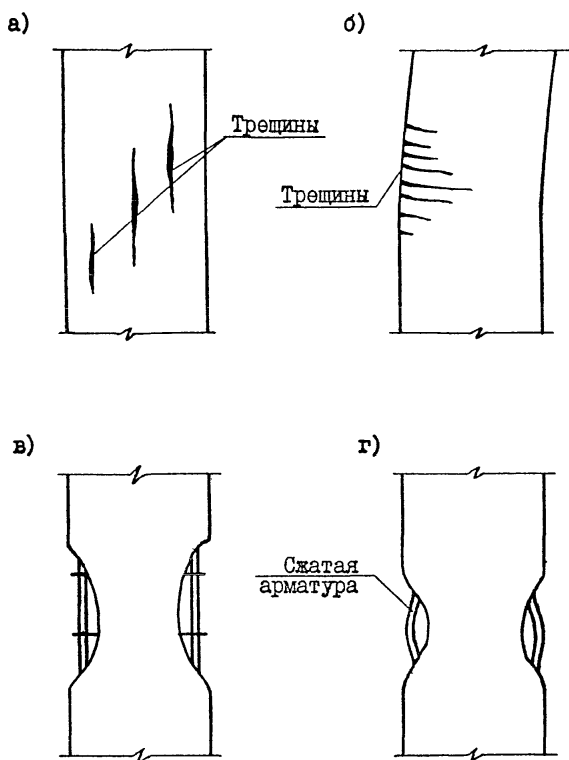 а)
б)
Трещины
Трещины
в)
г)
Сжатая
арматура